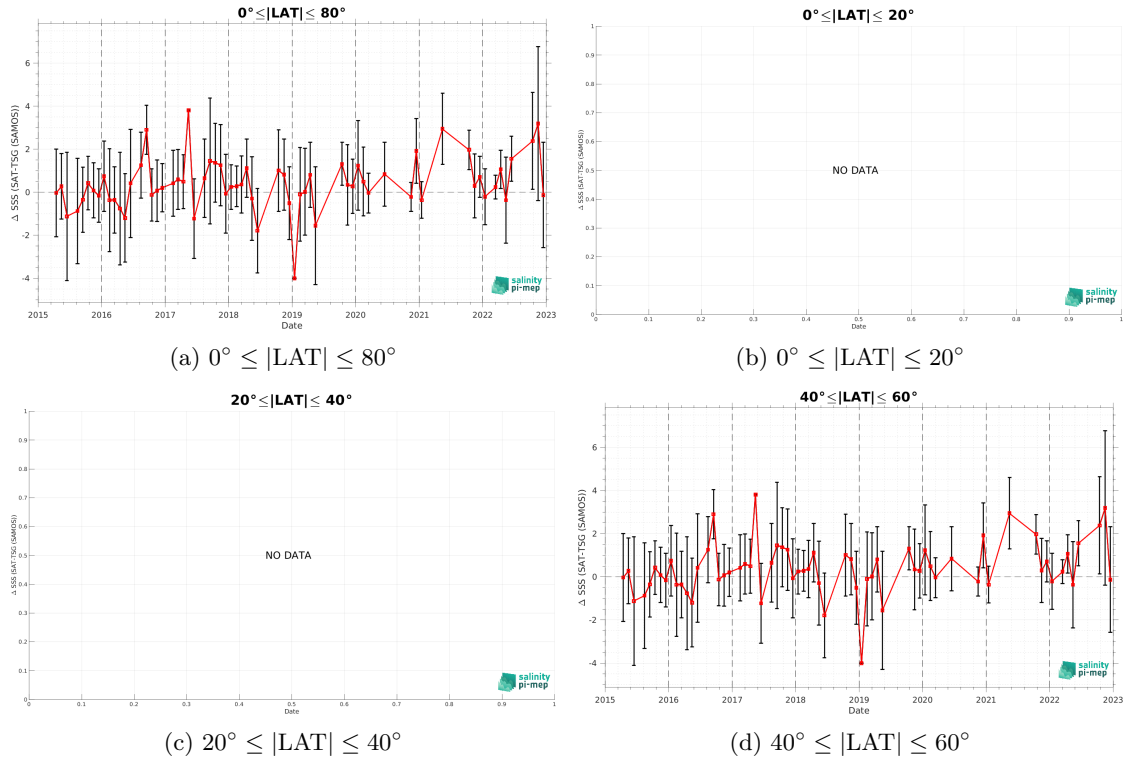 0°≤|LAT|≤ 80°
Δ SSS (SAT-TSG (SAMOS))
6
4
2
0
-2
-4
2015 2016 2017 2018 2019 2020 2021 2022 2023
Date
salinity
pi-mep
(a) 0° ≤ |LAT| ≤ 80°
0°≤|LAT|≤ 20°
Δ SSS (SAT-TSG (SAMOS))
1
0.9
0.8
0.7
0.6
0.5
0.4
0.3
0.2
0.1
0
NO DATA
0 0.1 0.2 0.3 0.4 0.5 0.6 0.7 0.8 0.9 1
Date
salinity
pi-mep
(b) 0° ≤ |LAT| ≤ 20°
20°≤|LAT|≤ 40°
Δ SSS (SAT-TSG (SAMOS))
1
0.9
0.8
0.7
0.6
0.5
0.4
0.3
0.2
0.1
0
NO DATA
0 0.1 0.2 0.3 0.4 0.5 0.6 0.7 0.8 0.9 1
Date
salinity
pi-mep
(c) 20° ≤ |LAT| ≤ 40°
40°≤|LAT|≤ 60°
Δ SSS (SAT-TSG (SAMOS))
6
4
2
0
-2
-4
2015 2016 2017 2018 2019 2020 2021 2022 2023
Date
salinity
pi-mep
(d) 40° ≤ |LAT| ≤ 60°